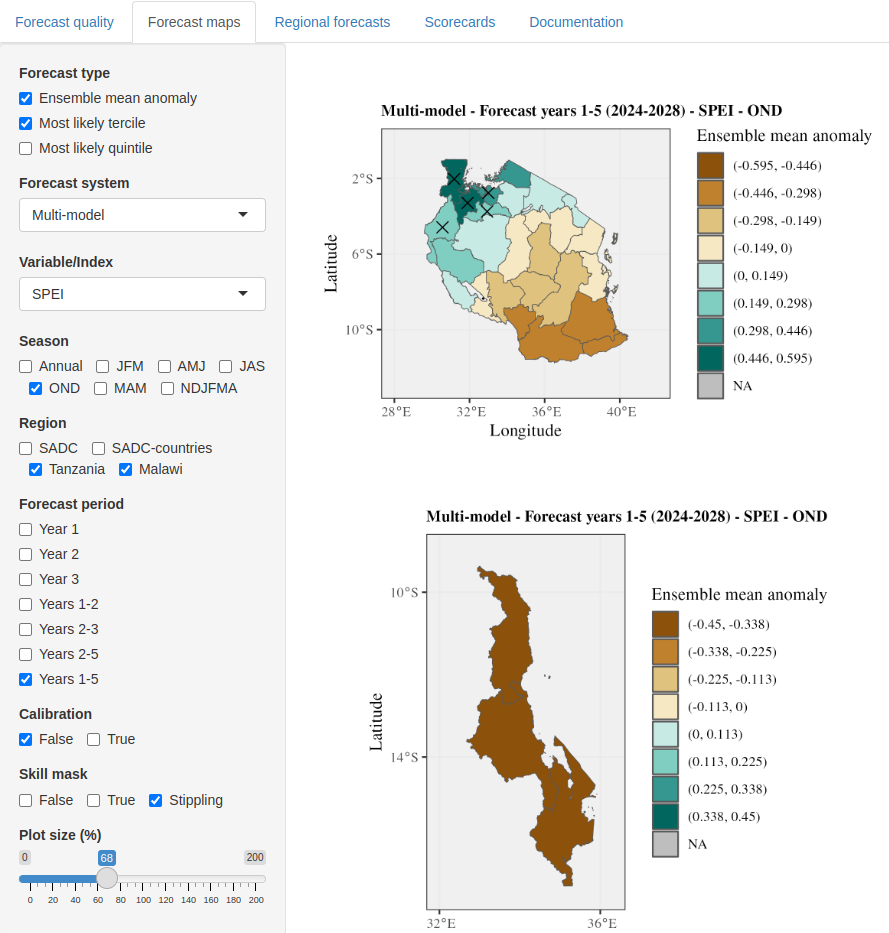 Forecast quality Forecast maps Regional forecasts Scorecards Documentation
Forecast type
Ensemble mean anomaly
Most likely tercile
Most likely quintile
Forecast system
Multi-model
Variable/Index
SPEI
Season
Annual JFM AMJ JAS
OND MAM NDJFMA
Region
SADC SADC-countries
Tanzania Malawi
Forecast period
Year 1
Year 2
Year 3
Years 1-2
Years 2-3
Years 2-5
Years 1-5
Calibration
False True
Skill mask
False True Stippling
Plot size (%)
0 68 200
0 20 40 60 80 100 120 140 160 180 200
Multi-model - Forecast years 1-5 (2024-2028) - SPEI - OND
Latitude
2°S
6°S
10°S
28°E 32°E 36°E 40°E
Longitude
Ensemble mean anomaly
(-0.595, -0.446)
(-0.446, -0.298)
(-0.298, -0.149)
(-0.149, 0)
(0, 0.149)
(0.149, 0.298)
(0.298, 0.446)
(0.446, 0.595)
NA
Multi-model - Forecast years 1-5 (2024-2028) - SPEI - OND
Latitude
10°S
14°S
32°E 36°E
Ensemble mean anomaly
(-0.45, -0.338)
(-0.338, -0.225)
(-0.225, -0.113)
(-0.113, 0)
(0, 0.113)
(0.113, 0.225)
(0.225, 0.338)
(0.338, 0.45)
NA